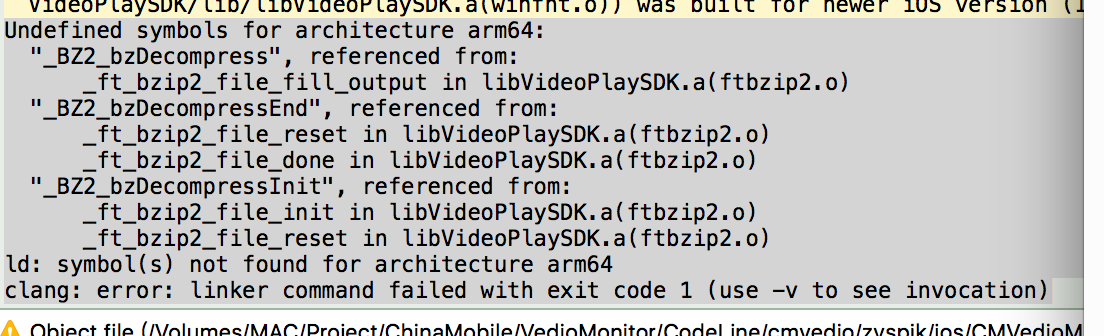 VideoPlaySDK/lib/libVideoPlaySDK.a(winfnt.o)) was built for newer iOS version (1
Undefined symbols for architecture arm64:
"_BZ2_bzDecompress", referenced from:
_ft_bzip2_file_fill_output in libVideoPlaySDK.a(ftbzip2.o)
"_BZ2_bzDecompressEnd", referenced from:
_ft_bzip2_file_reset in libVideoPlaySDK.a(ftbzip2.o)
_ft_bzip2_file_done in libVideoPlaySDK.a(ftbzip2.o)
"_BZ2_bzDecompressInit", referenced from:
_ft_bzip2_file_init in libVideoPlaySDK.a(ftbzip2.o)
_ft_bzip2_file_reset in libVideoPlaySDK.a(ftbzip2.o)
ld: symbol(s) not found for architecture arm64
clang: error: linker command failed with exit code 1 (use -v to see invocation)
Object file (/Volumes/MAC/Project/ChinaMobile/VedioMonitor/CodeLine/cmvedio/zyspik/ios/CMVedioM